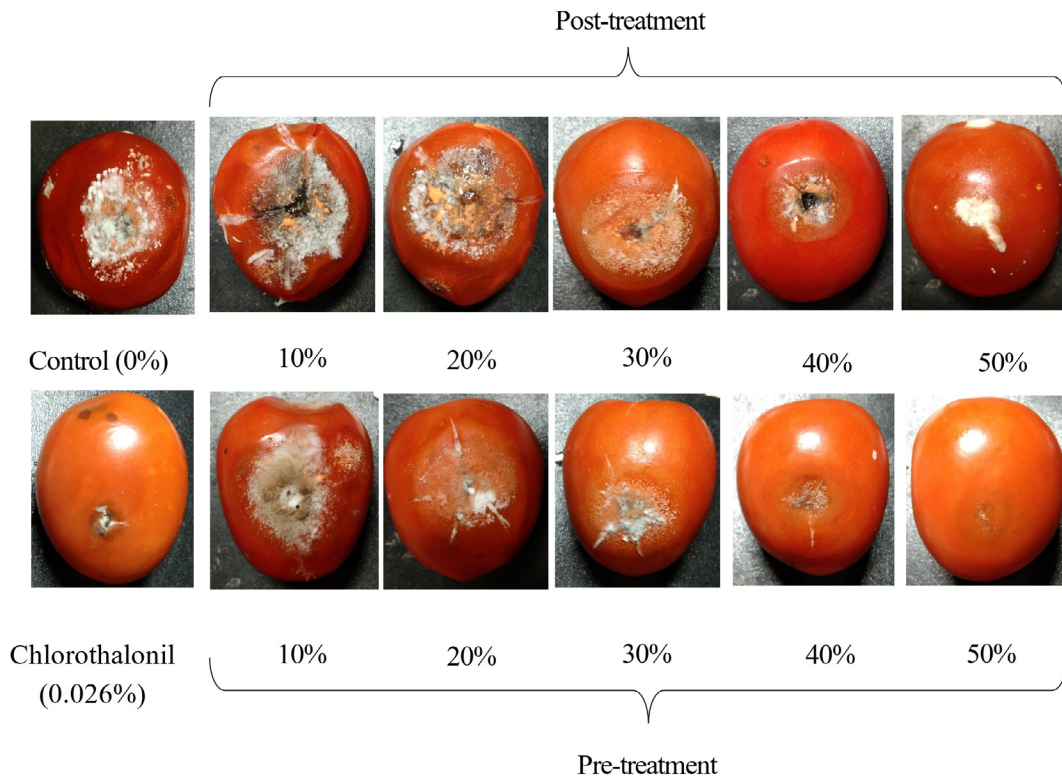 Post-treatment
Control (0%) 10% 20% 30% 40% 50%
Chlorothalonil 10% 20% 30% 40% 50%
(0.026%)
Pre-treatment